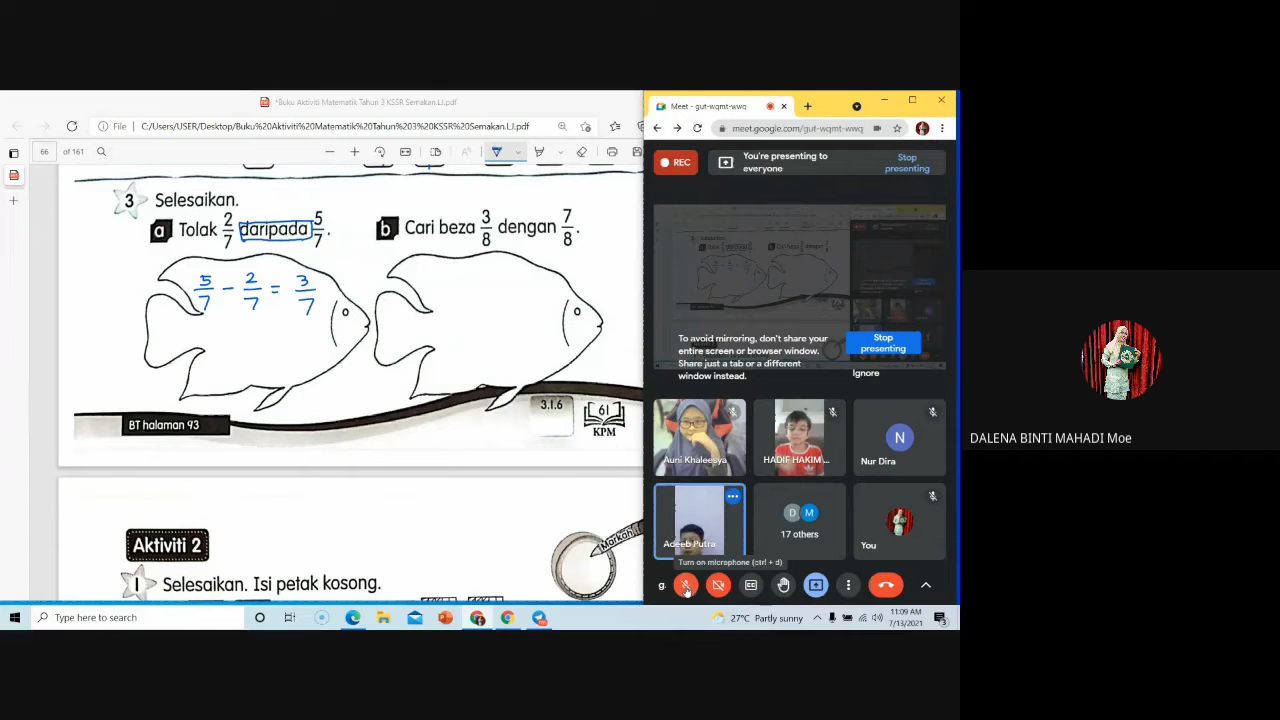 *Buku Aktiviti Matematik Tahun 3 KSSR Semakan.LJ.pdf
File C:/Users/USER/Desktop/Buku%20Aktiviti%20Matematik%20Tahun%203%20KSSR%20Semakan.LJ.pdf
66 of 161
3 Selesaikan.
a Tolak 2/7 daripada 5/7.
b Cari beza 3/8 dengan 7/8.
5/7 - 2/7 = 3/7
BT halaman 93
3.1.6
61
KPM
Aktiviti 2
1 Selesaikan. Isi petak kosong.
Meet - gut-wqmt-wwq
meet.google.com/gut-wqmt-wwq
REC
You're presenting to everyone
Stop presenting
To avoid mirroring, don't share your
entire screen or browser window.
Share just a tab or a different
window instead.
Stop presenting
Ignore
Auni Khaleesya
HADIF HAKIM ...
N
Nur Dira
Adeeb Putra
D M
17 others
You
Turn on microphone (ctrl + d)
g.
Type here to search
27°C Partly sunny
11:09 AM
7/13/2021
3
DALENA BINTI MAHADI Moe